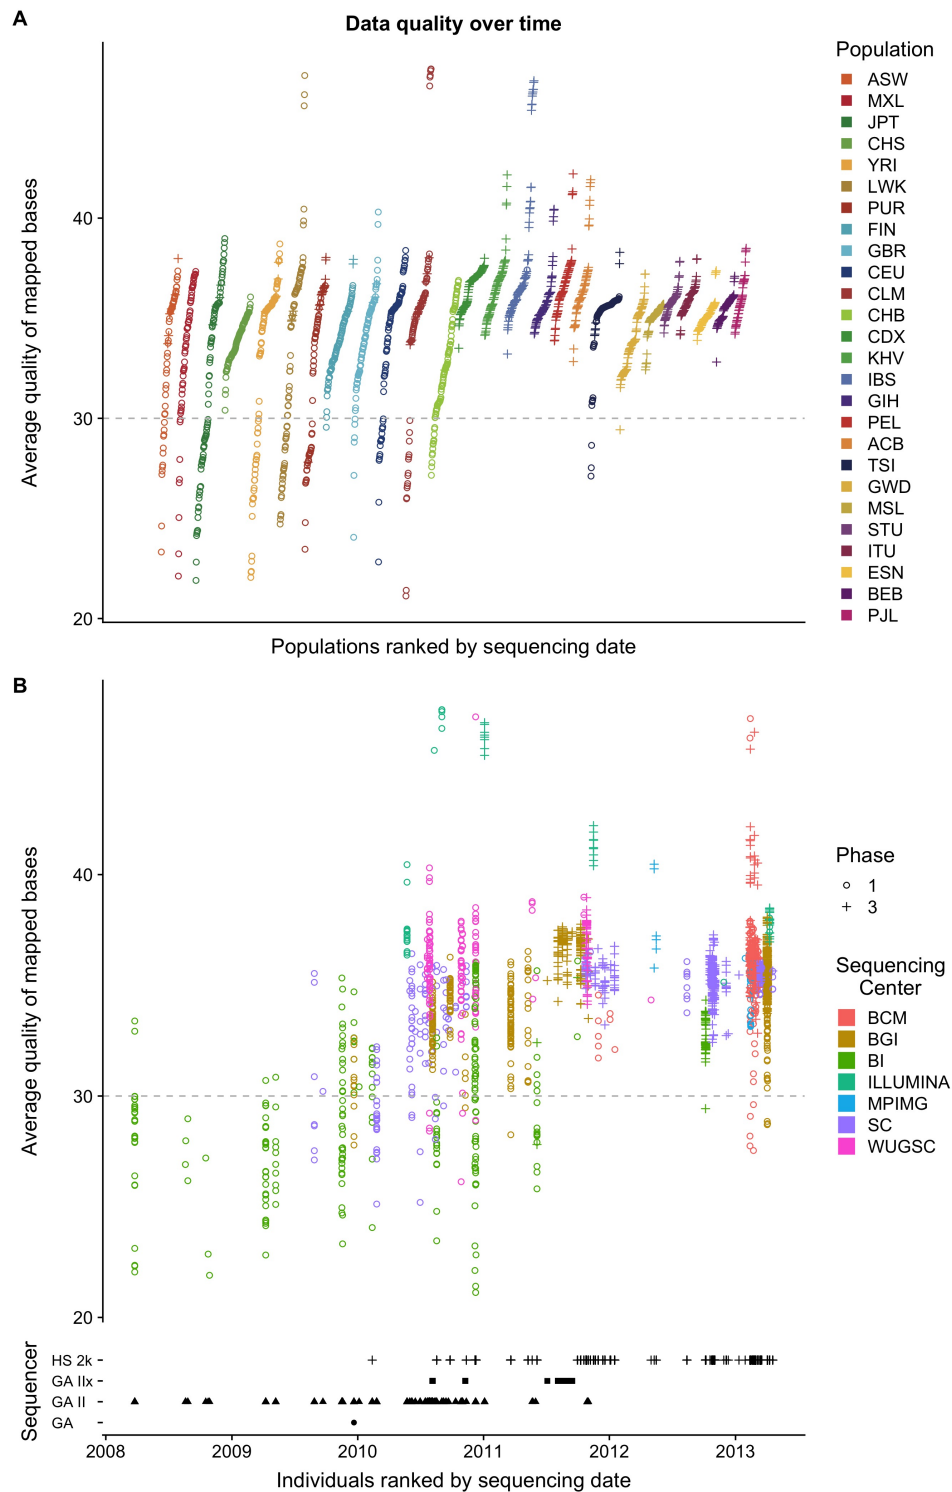 A
Data quality over time
Average quality of mapped bases
40
30
20
Populations ranked by sequencing date
Population
ASW
MXL
JPT
CHS
YRI
LWK
PUR
FIN
GBR
CEU
CLM
CHB
CDX
KHV
IBS
GIH
PEL
ACB
TSI
GWD
MSL
STU
ITU
ESN
BEB
PJL
B
Average quality of mapped bases
40
30
20
Phase
1
3
Sequencing
Center
BCM
BGI
BI
ILLUMINA
MPIMG
SC
WUGSC
Sequencer
HS 2k
GA IIx
GA II
GA
2008 2009 2010 2011 2012 2013
Individuals ranked by sequencing date